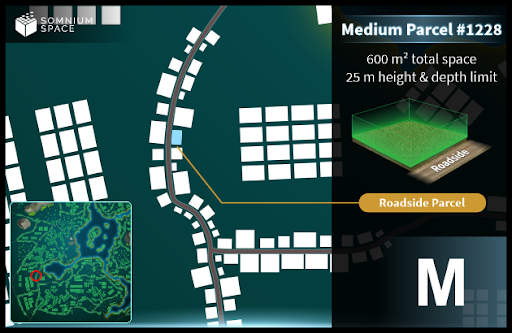 SOMNIUM
SPACE
Medium Parcel #1228
600 m² total space
25 m height & depth limit
Roadside
Roadside Parcel
M